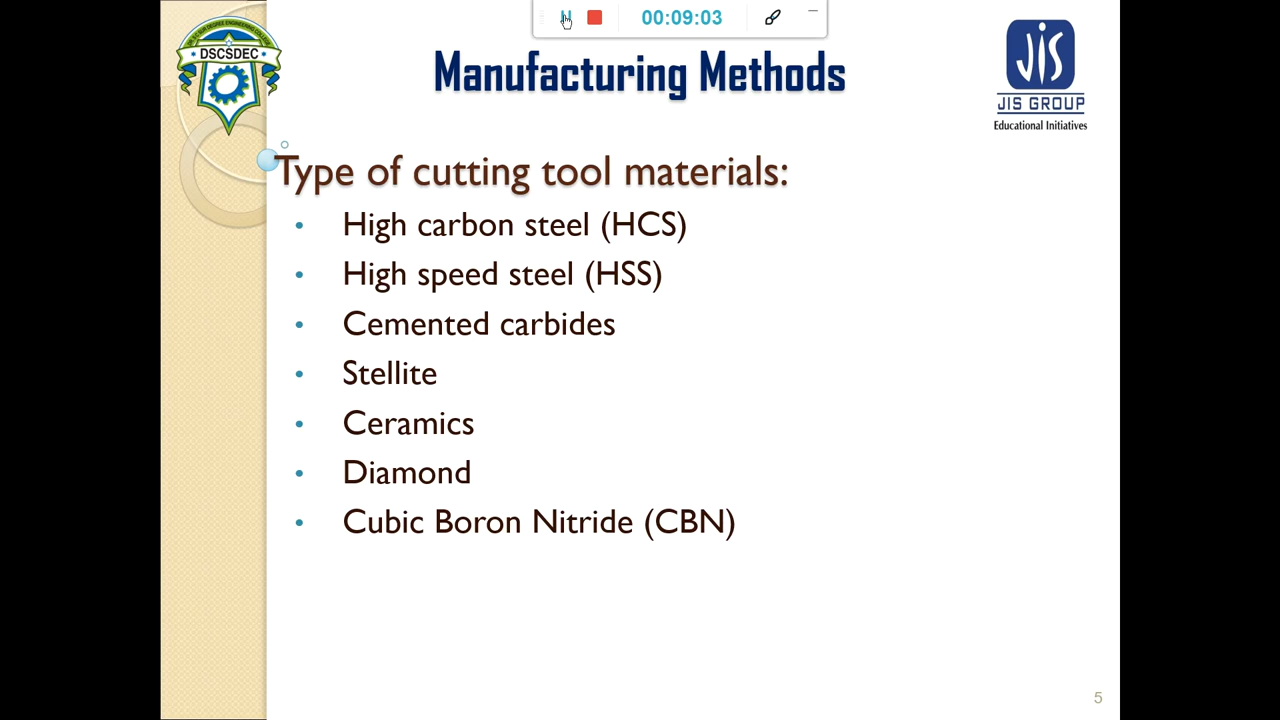 00:09:03
DSCSDEC
Manufacturing Methods
JIS
JIS GROUP
Educational Initiatives
Type of cutting tool materials:
• High carbon steel (HCS)
• High speed steel (HSS)
• Cemented carbides
• Stellite
• Ceramics
• Diamond
• Cubic Boron Nitride (CBN)
5